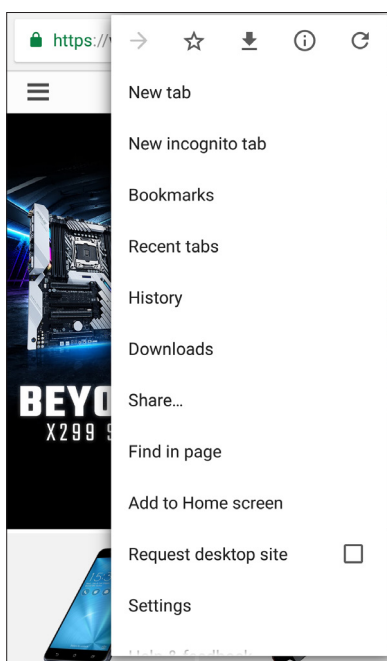 https://
New tab
New incognito tab
Bookmarks
Recent tabs
History
Downloads
Share...
Find in page
Add to Home screen
Request desktop site
Settings
BEYO
X299 S